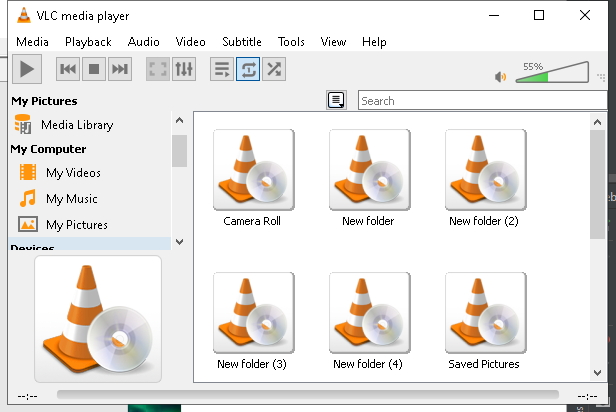 VLC media player
Media Playback Audio Video Subtitle Tools View Help
55%
My Pictures
Search
Media Library
My Computer
My Videos
My Music
My Pictures
Devices
Camera Roll
New folder
New folder (2)
New folder (3)
New folder (4)
Saved Pictures
--:--
--:--